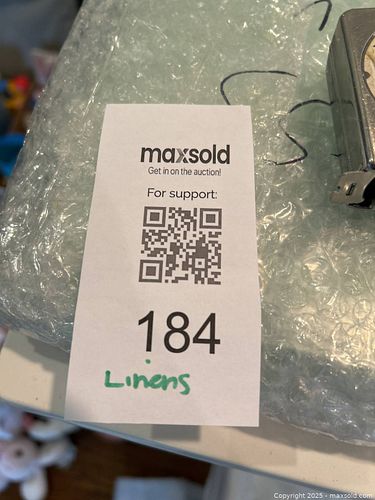 maxsold
Get in on the auction!
For support:
184
Linens
Copyright 2025 - maxsold.com